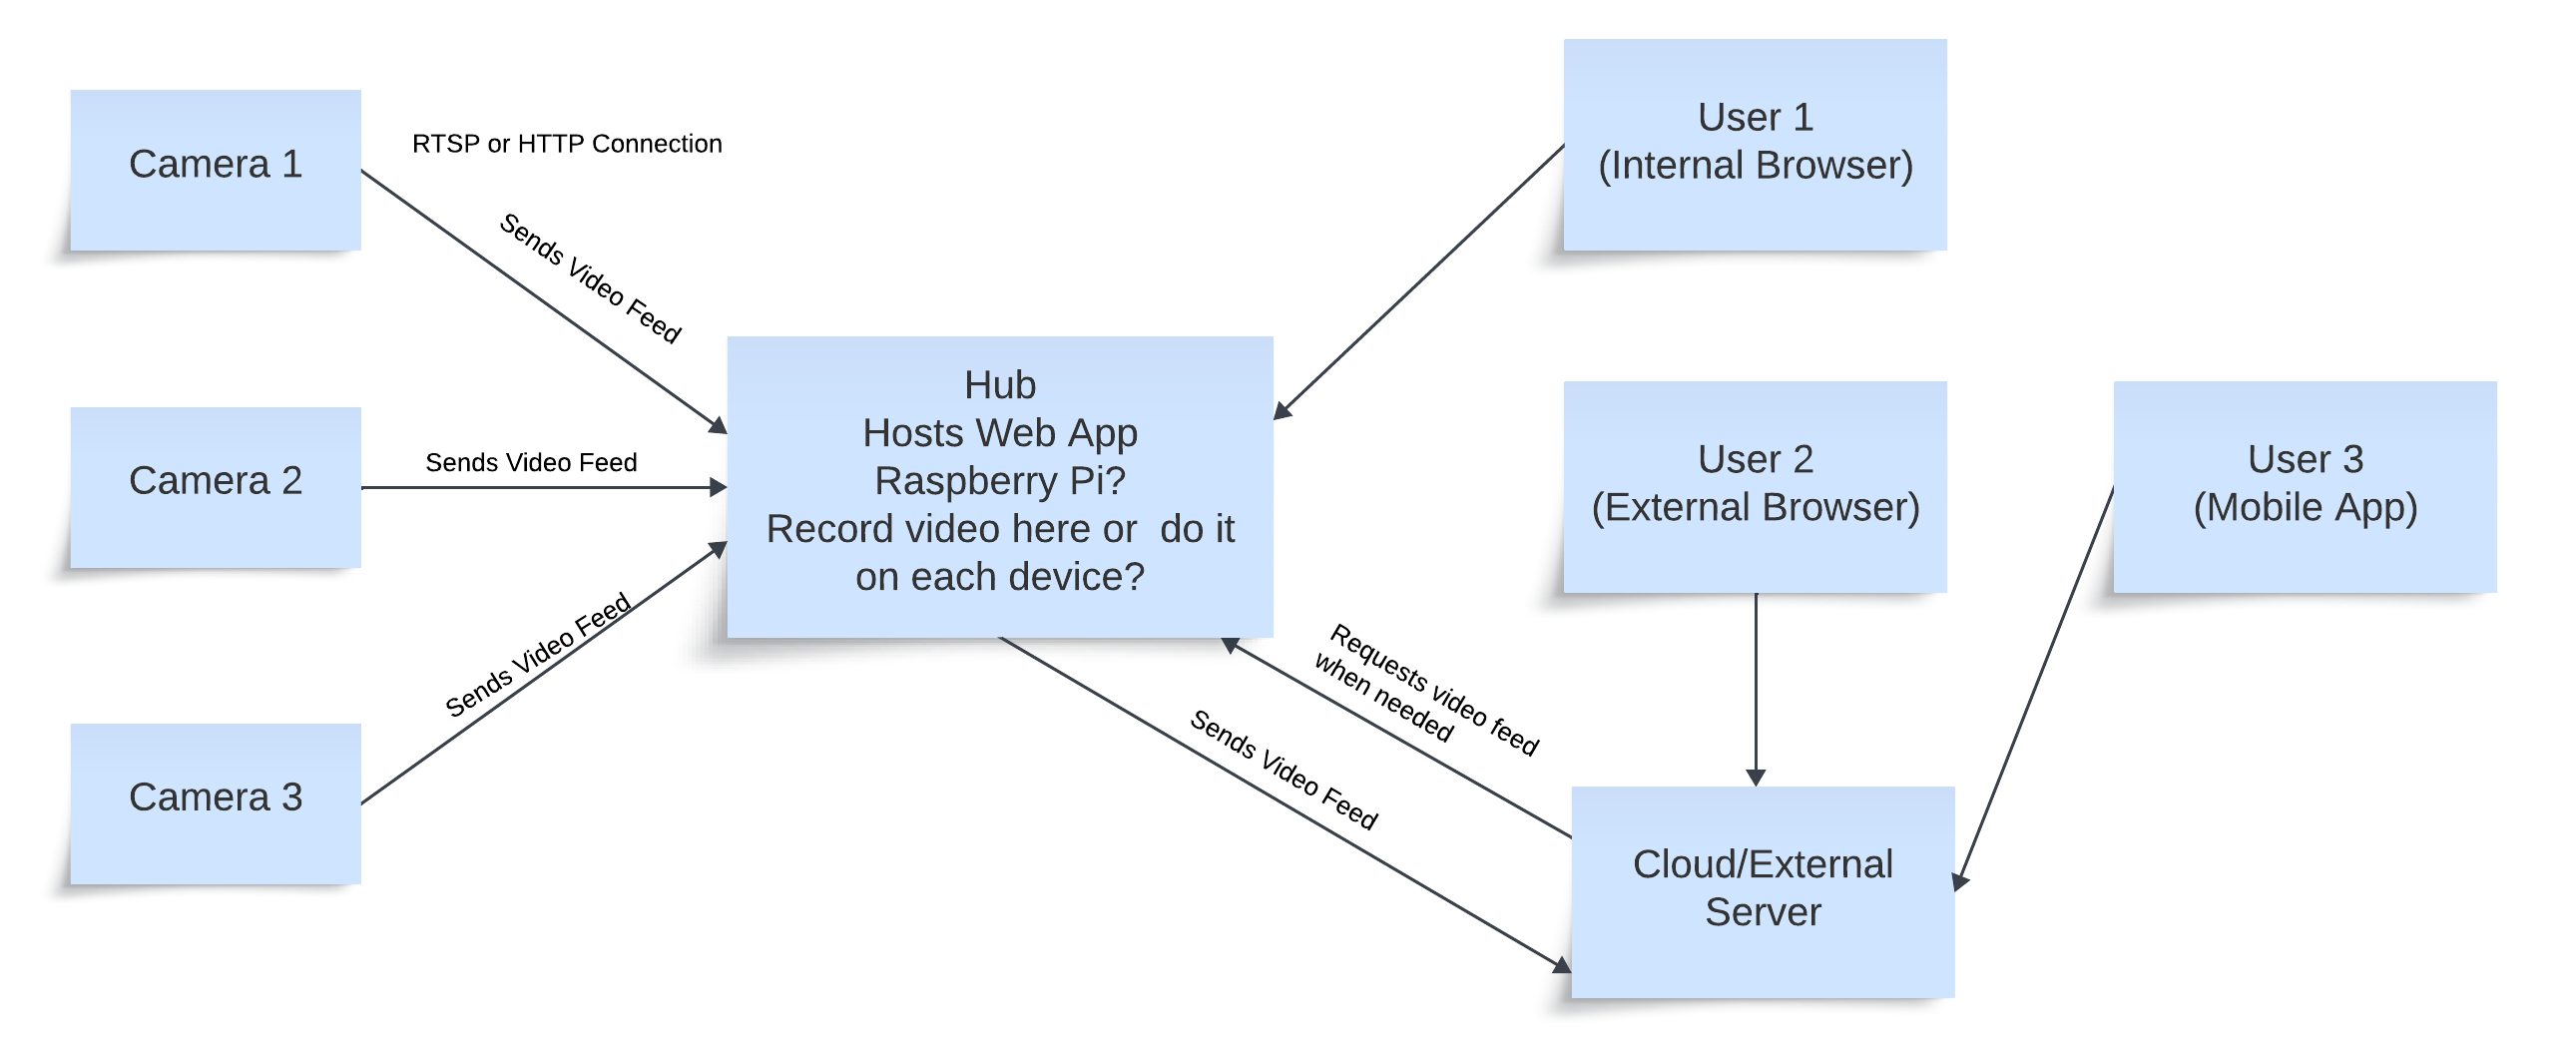 Camera 1
RTSP or HTTP Connection
Sends Video Feed
User 1
(Internal Browser)
Camera 2
Sends Video Feed
Hub
Hosts Web App
Raspberry Pi?
Record video here or  do it
on each device?
User 2
(External Browser)
User 3
(Mobile App)
Camera 3
Sends Video Feed
Requests video feed
when needed
Sends Video Feed
Cloud/External
Server